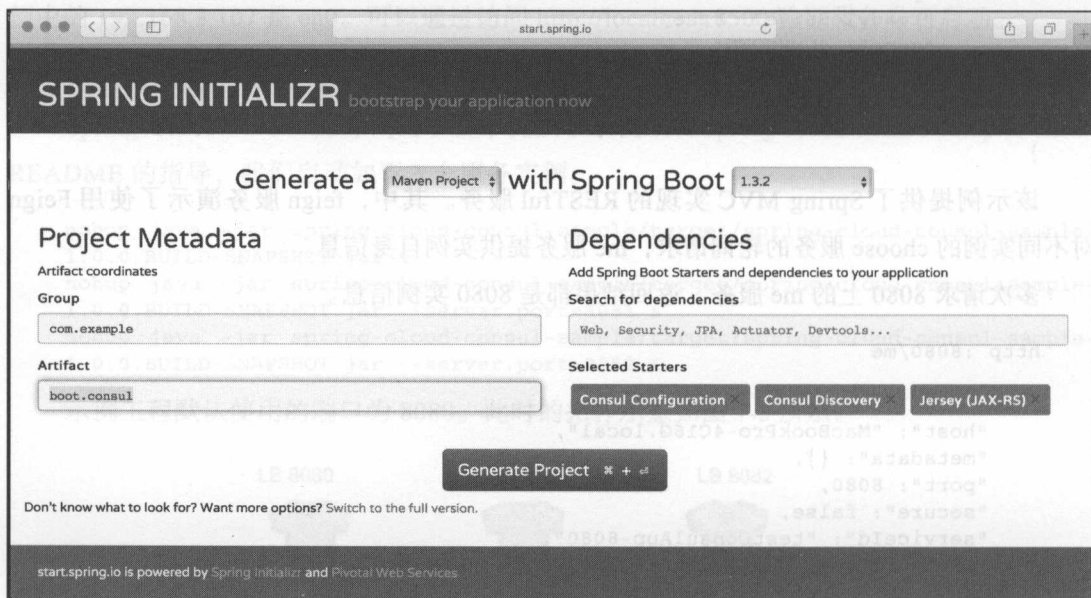 start.spring.io
SPRING INITIALIZR bootstrap your application now
Generate a Maven Project with Spring Boot 1.3.2
Project Metadata
Artifact coordinates
Group
com.example
Artifact
boot.consul
Dependencies
Add Spring Boot Starters and dependencies to your application
Search for dependencies
Web, Security, JPA, Actuator, Devtools...
Selected Starters
Consul Configuration × Consul Discovery × Jersey (JAX-RS) ×
Generate Project ⌘ + ⏎
Don't know what to look for? Want more options? Switch to the full version.
start.spring.io is powered by Spring Initializr and Pivotal Web Services